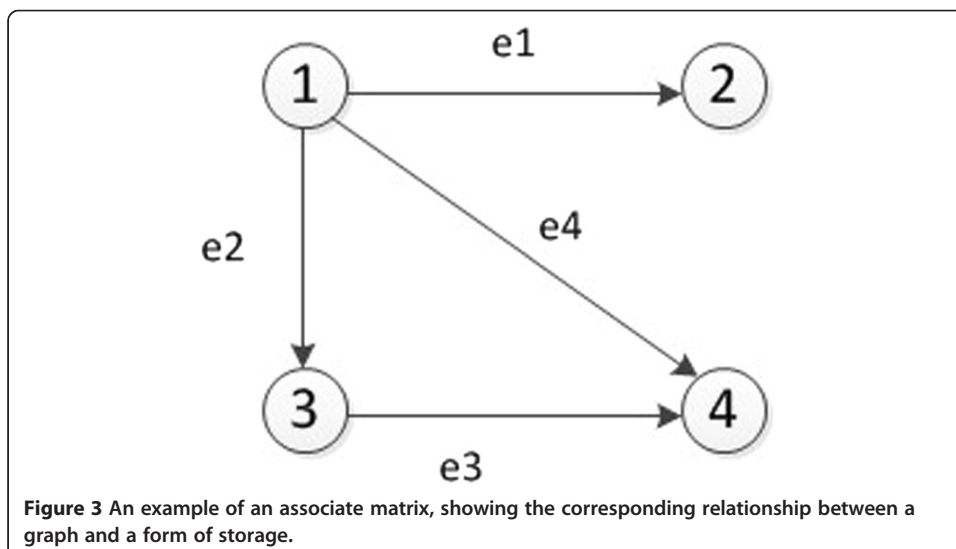 e1
1
2
e4
e2
3
4
e3
Figure 3 An example of an associate matrix, showing the corresponding relationship between a
graph and a form of storage.